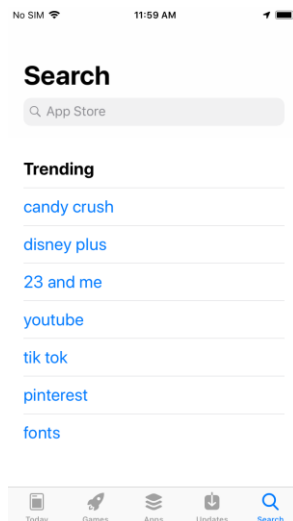 No SIM 11:59 AM
Search
App Store
Trending
candy crush
disney plus
23 and me
youtube
tik tok
pinterest
fonts
Today Games Apps Updates Search